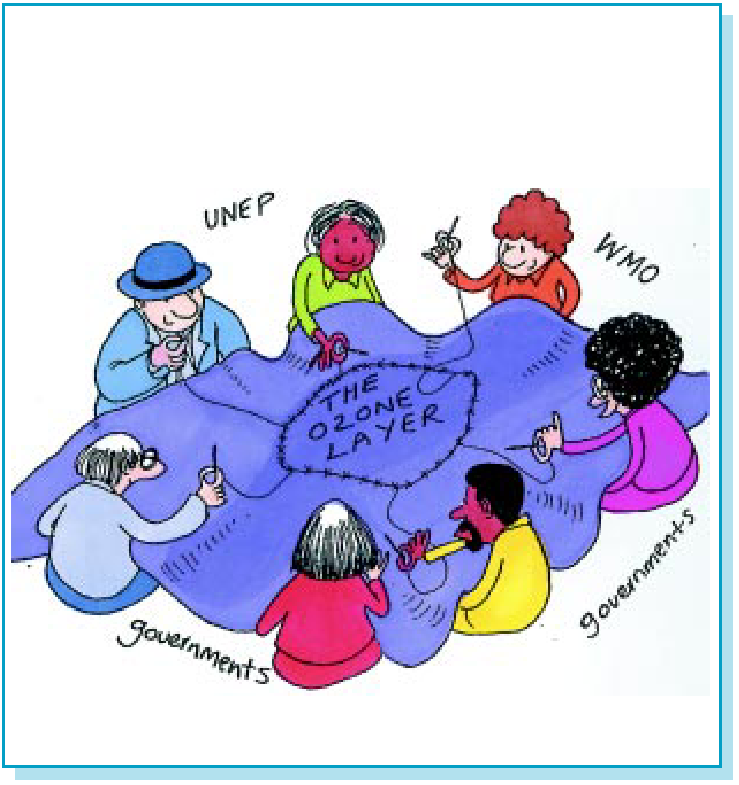 UNEP
WMO
THE
OZONE
LAYER
governments
governments